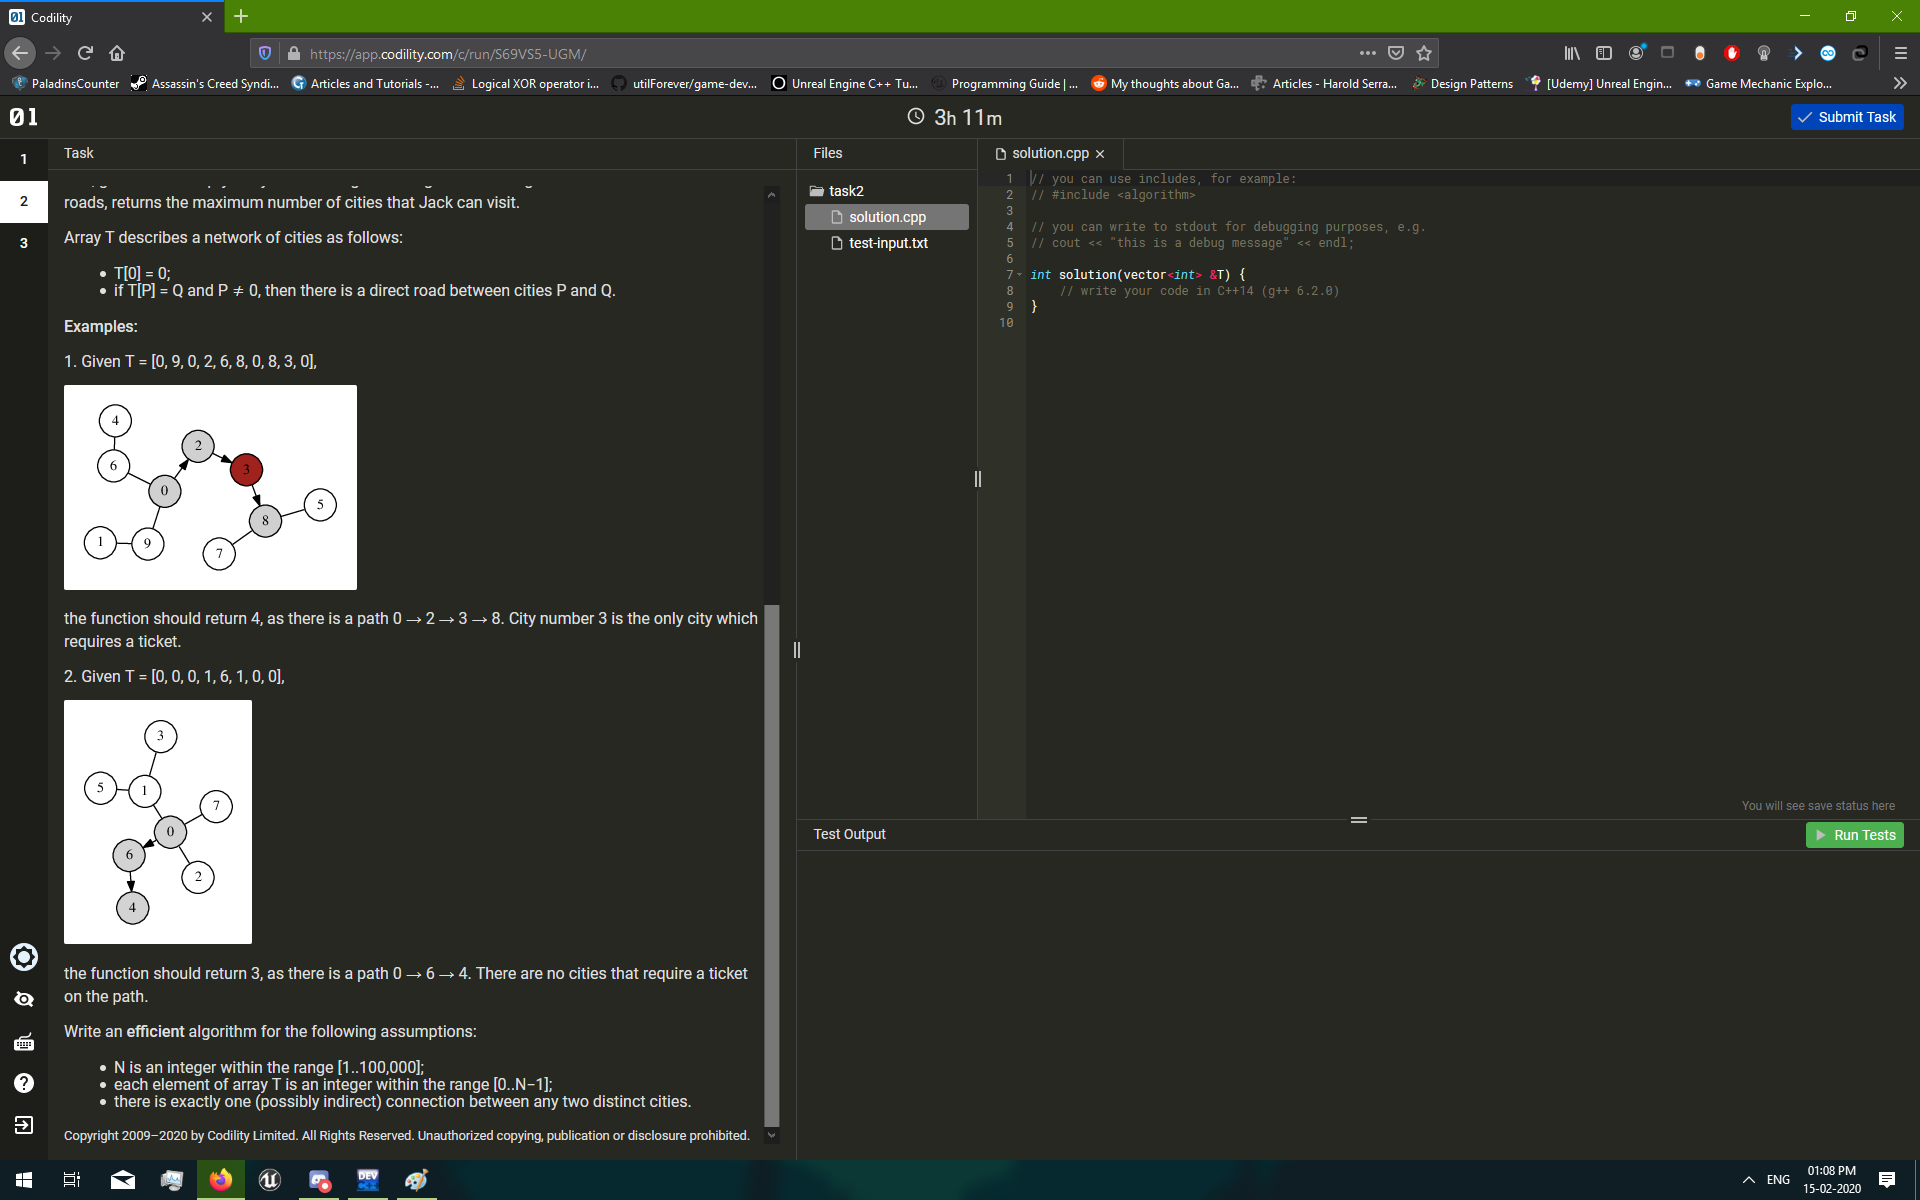 Codility
https://app.codility.com/c/run/S69VS5-UGM/
PaladinsCounter
Assassin's Creed Syndi...
Articles and Tutorials -...
Logical XOR operator i...
utilForever/game-dev...
Unreal Engine C++ Tu...
Programming Guide | ...
My thoughts about Ga...
Articles - Harold Serra...
Design Patterns
[Udemy] Unreal Engin...
Game Mechanic Explo...
01
3h 11m
Submit Task
1
2
3
Task
roads, returns the maximum number of cities that Jack can visit.
Array T describes a network of cities as follows:
• T[0] = 0;
• if T[P] = Q and P ≠ 0, then there is a direct road between cities P and Q.
Examples:
1. Given T = [0, 9, 0, 2, 6, 8, 0, 8, 3, 0],
4
2
6
3
0
5
8
1
9
7
the function should return 4, as there is a path 0 → 2 → 3 → 8. City number 3 is the only city which
requires a ticket.
2. Given T = [0, 0, 0, 1, 6, 1, 0, 0],
3
5
1
7
0
6
2
4
the function should return 3, as there is a path 0 → 6 → 4. There are no cities that require a ticket
on the path.
Write an efficient algorithm for the following assumptions:
• N is an integer within the range [1..100,000];
• each element of array T is an integer within the range [0..N−1];
• there is exactly one (possibly indirect) connection between any two distinct cities.
Copyright 2009–2020 by Codility Limited. All Rights Reserved. Unauthorized copying, publication or disclosure prohibited.
Files
task2
solution.cpp
test-input.txt
solution.cpp
1 // you can use includes, for example:
2 // #include <algorithm>
3
4 // you can write to stdout for debugging purposes, e.g.
5 // cout << "this is a debug message" << endl;
6
7 int solution(vector<int> &T) {
8 // write your code in C++14 (g++ 6.2.0)
9 }
10
You will see save status here
Test Output
Run Tests
DEV
ENG
01:08 PM
15-02-2020